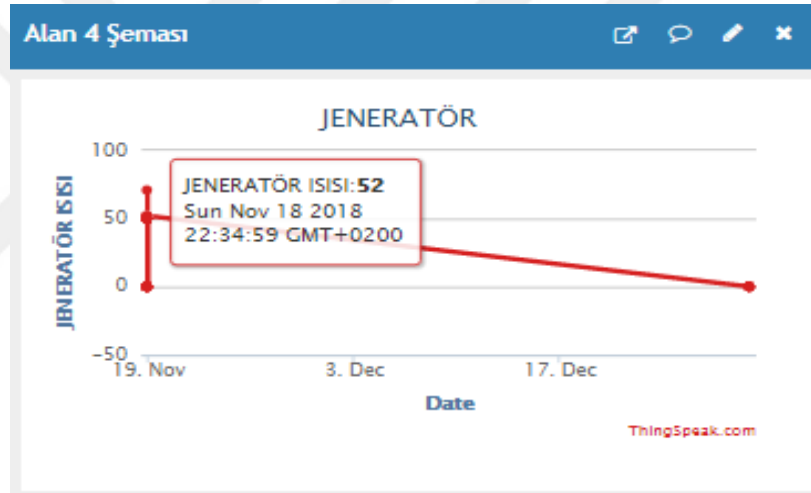 Alan 4 Şeması
JENERATÖR
100
50
0
−50
JENERATÖR ISISI
JENERATÖR ISISI:52
Sun Nov 18 2018
22:34:59 GMT+0200
19. Nov
3. Dec
17. Dec
Date
ThingSpeak.com